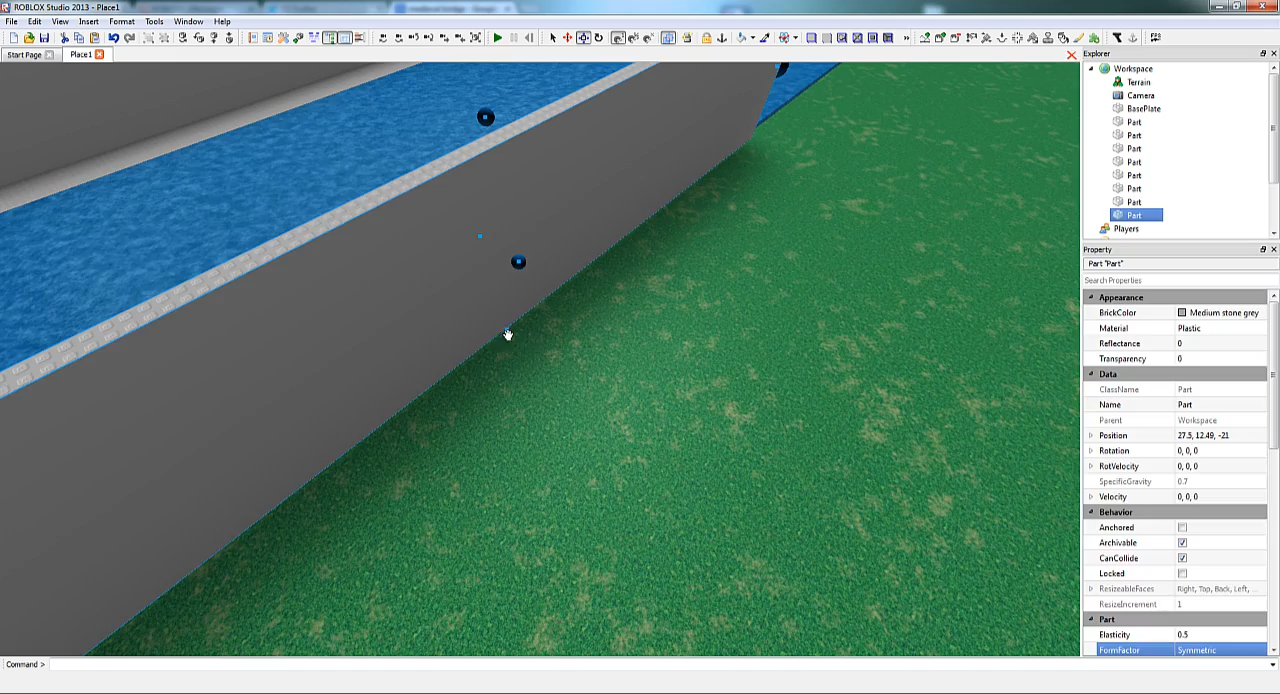 ROBLOX Studio 2013 - Place1
File Edit View Insert Format Tools Window Help
Start Page Place1
Explorer
Workspace
Terrain
Camera
BasePlate
Part
Part
Part
Part
Part
Part
Part
Part
Players
Property
Part "Part"
Search Properties
Appearance
BrickColor Medium stone grey
Material Plastic
Reflectance 0
Transparency 0
Data
ClassName Part
Name Part
Parent Workspace
Position 27.5, 12.49, -21
Rotation 0, 0, 0
RotVelocity 0, 0, 0
SpecificGravity 0.7
Velocity 0, 0, 0
Behavior
Anchored
Archivable
CanCollide
Locked
ResizeableFaces Right, Top, Back, Left, ...
ResizeIncrement 1
Part
Elasticity 0.5
FormFactor Symmetric
Command >